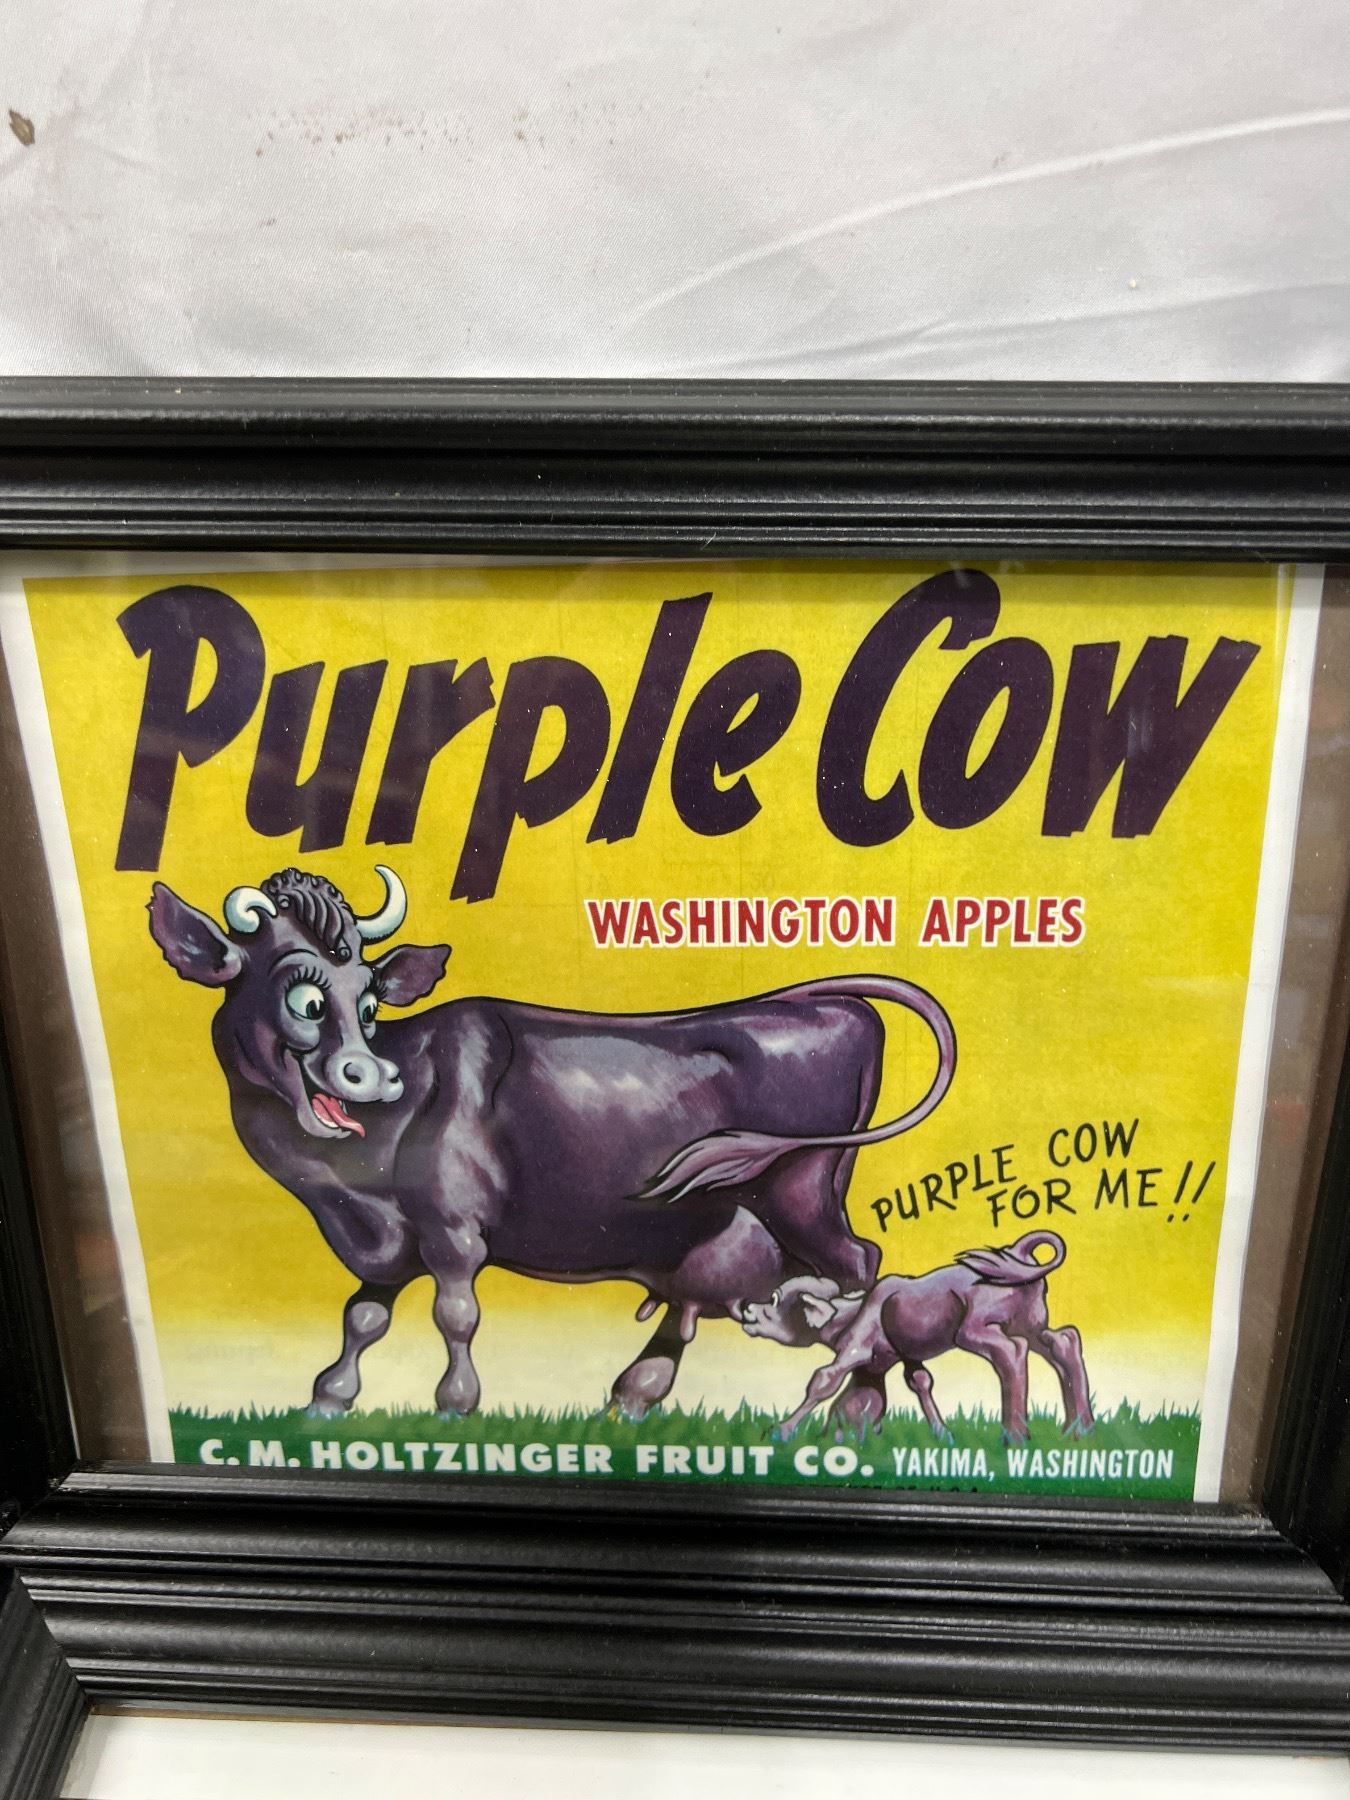 Purple Cow
WASHINGTON APPLES
PURPLE COW
FOR ME!!
C. M. HOLTZINGER FRUIT CO. YAKIMA, WASHINGTON